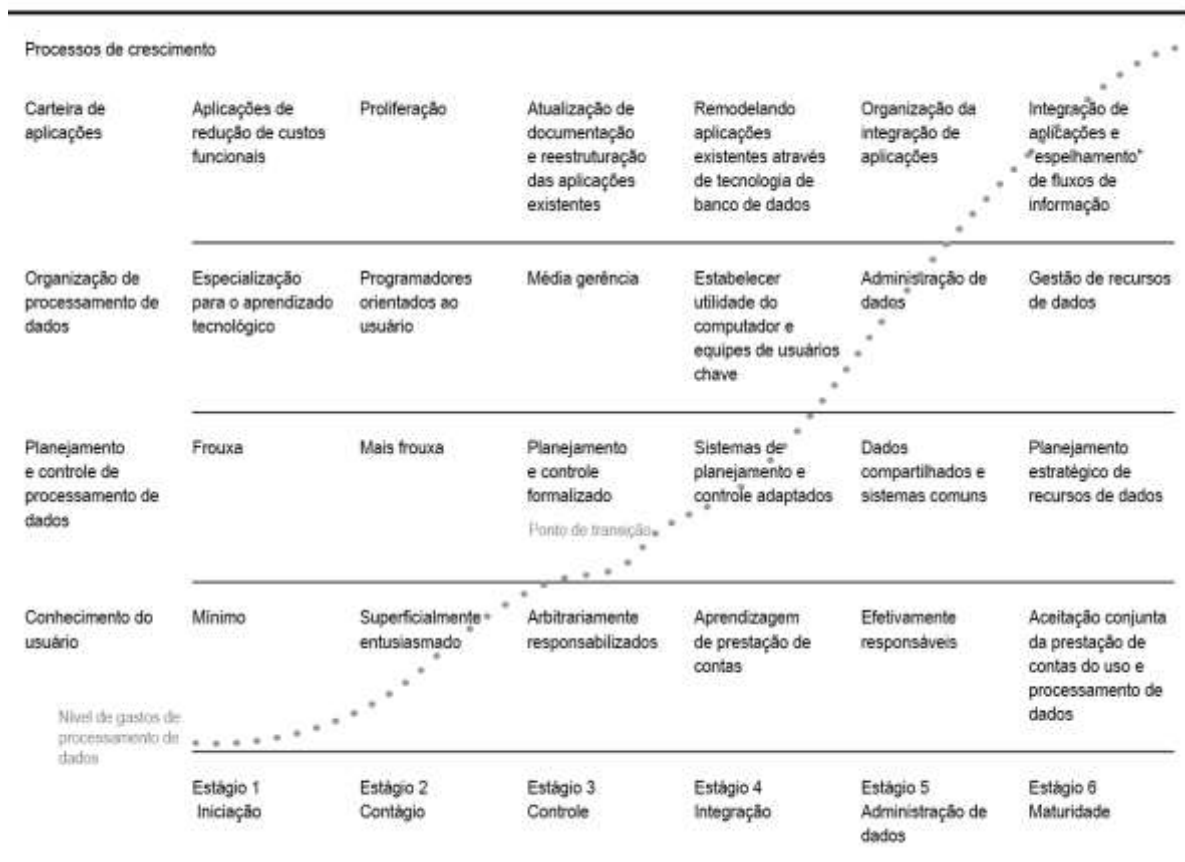 Processos de crescimento
Carteira de
aplicações
Aplicações de
redução de custos
funcionais
Proliferação
Atualização de
documentação
e reestruturação
das aplicações
existentes
Remodelando
aplicações
existentes através
de tecnologia de
banco de dados
Organização da
integração de
aplicações
Integração de
aplicações e
"espelhamento"
de fluxos de
informação
Organização de
processamento de
dados
Especialização
para o aprendizado
tecnológico
Programadores
orientados ao
usuário
Média gerência
Estabelecer
utilidade do
computador e
equipes de usuários
chave
Administração de
dados
Gestão de recursos
de dados
Planejamento
e controle de
processamento de
dados
Frouxa
Mais frouxa
Planejamento
e controle
formalizado
Ponto de transição
Sistemas de
planejamento e
controle adaptados
Dados
compartilhados e
sistemas comuns
Planejamento
estratégico de
recursos de dados
Conhecimento do
usuário
Mínimo
Superficialmente
entusiasmado
Arbitrariamente
responsabilizados
Aprendizagem
de prestação de
contas
Efetivamente
responsáveis
Aceitação conjunta
da prestação de
contas do uso e
processamento de
dados
Nível de gastos de
processamento de
dados
Estágio 1
Iniciação
Estágio 2
Contágio
Estágio 3
Controle
Estágio 4
Integração
Estágio 5
Administração de
dados
Estágio 6
Maturidade